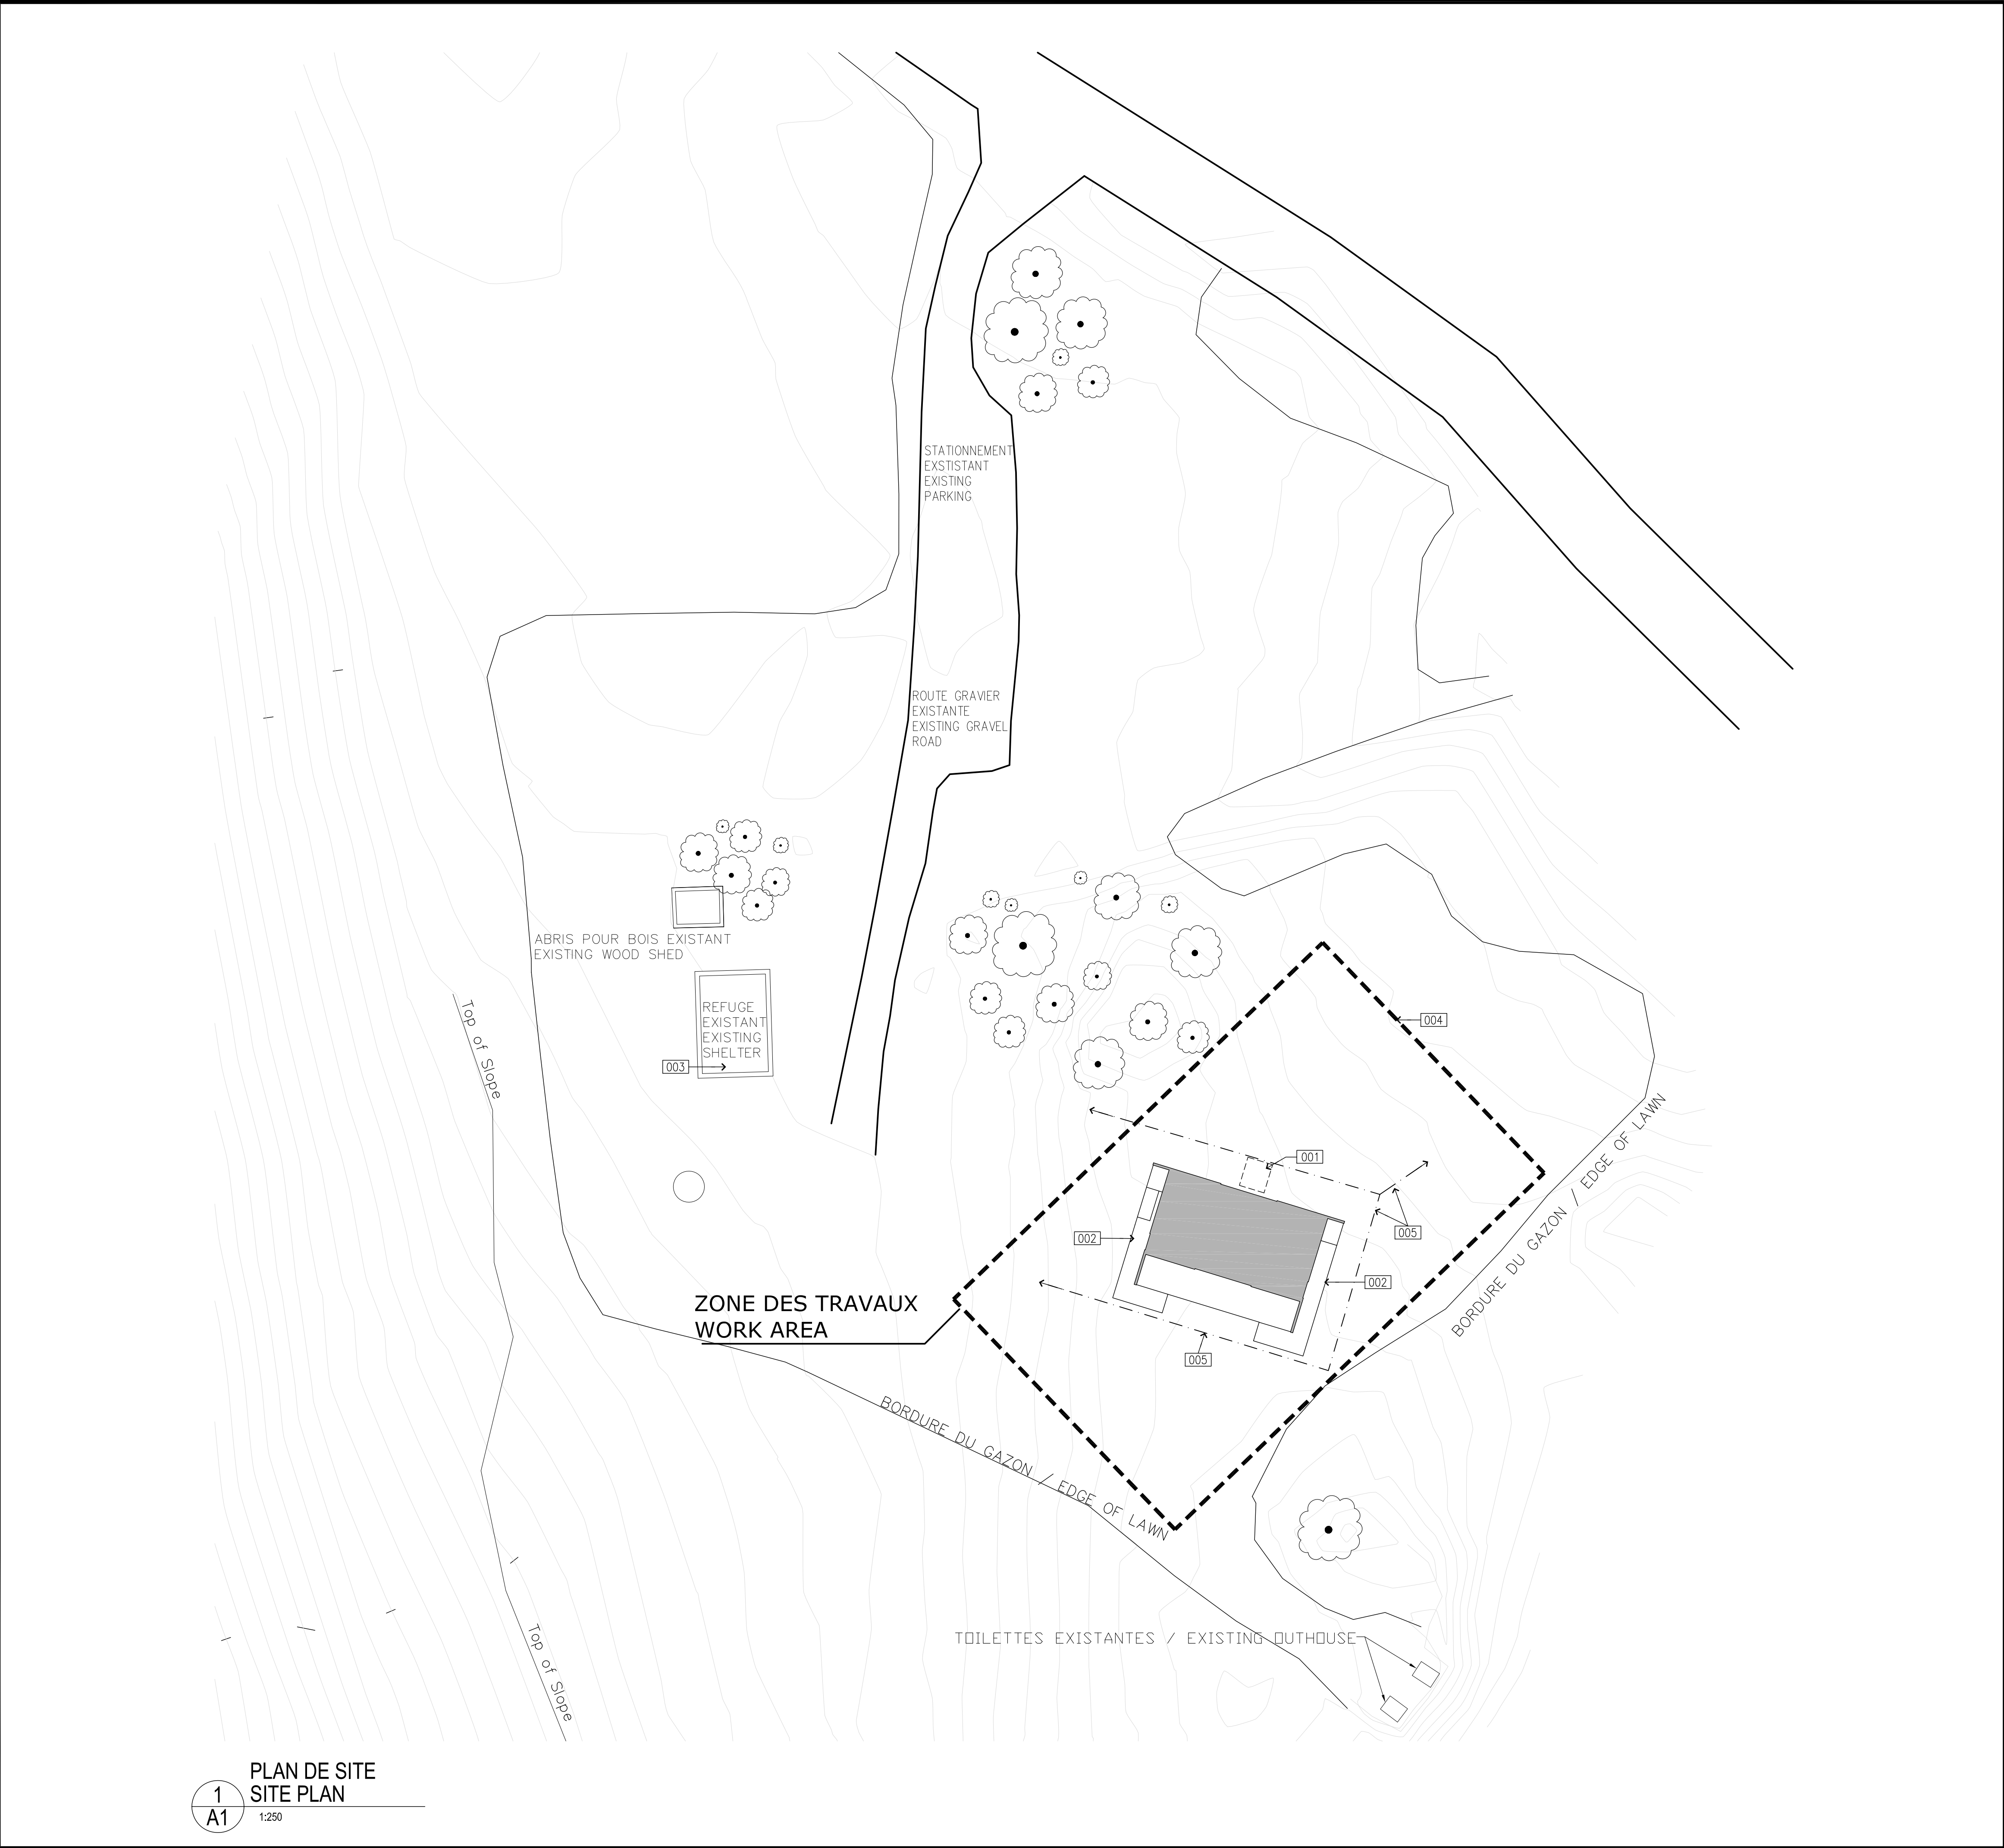 STATIONNEMENT
EXSTISTANT
EXISTING
PARKING
ROUTE GRAVIER
EXISTANTE
EXISTING GRAVEL
ROAD
ABRIS POUR BOIS EXISTANT
EXISTING WOOD SHED
REFUGE
EXISTANT
EXISTING
SHELTER
003
Top of Slope
004
001
002
005
002
005
BORDURE DU GAZON / EDGE OF LAWN
ZONE DES TRAVAUX
WORK AREA
BORDURE DU GAZON / EDGE OF LAWN
TOILETTES EXISTANTES / EXISTING OUTHOUSE
Top of Slope
1
A1
PLAN DE SITE
SITE PLAN
1:250